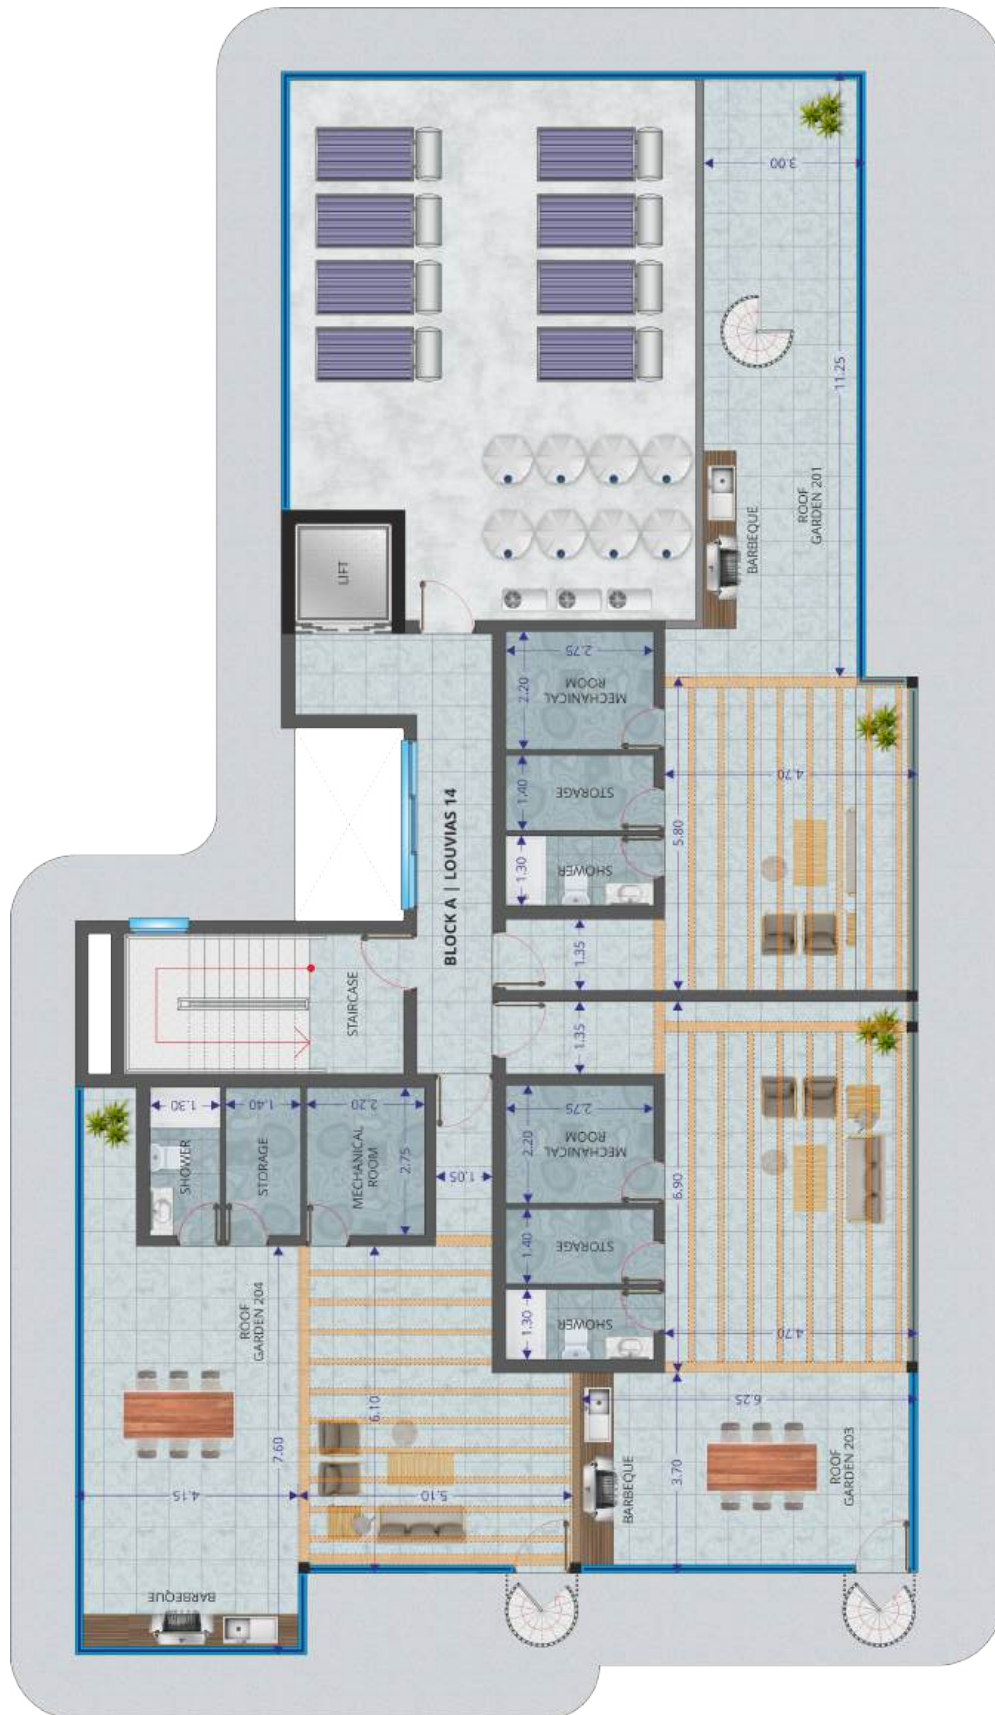 3.00
11.25
LIFT
BARBEQUE
ROOF
GARDEN 201
2.75
2.20
MECHANICAL
ROOM
1.40
STORAGE
1.30
SHOWER
4.70
5.80
BLOCK A | LOUVIAS 14
1.35
STAIRCASE
1.35
1.30
1.40
2.20
SHOWER
STORAGE
MECHANICAL
ROOM
2.75
1.05
2.75
2.20
MECHANICAL
ROOM
1.40
STORAGE
1.30
SHOWER
6.90
4.70
ROOF
GARDEN 204
6.10
7.60
4.15
5.10
BARBEQUE
6.25
3.70
BARBEQUE
ROOF
GARDEN 203